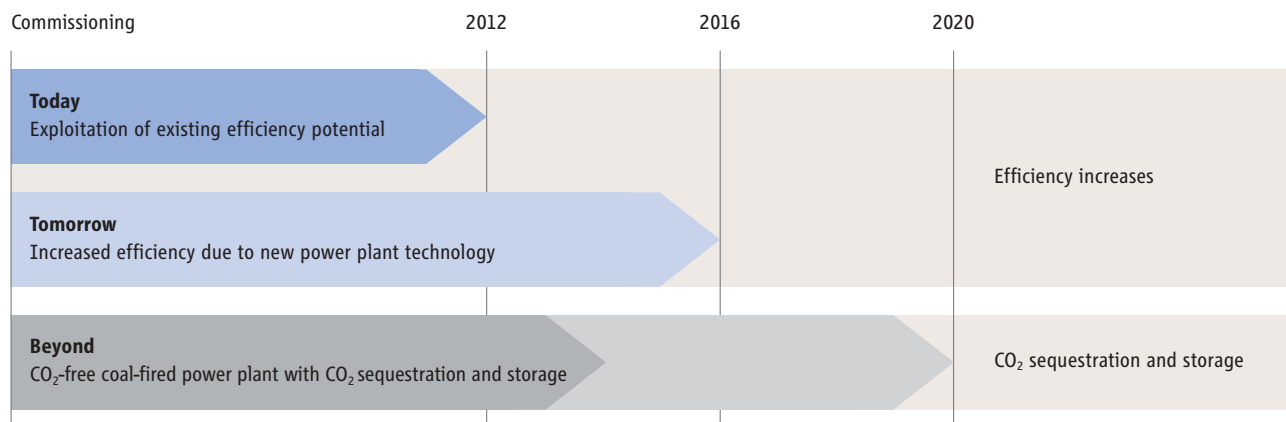 Commissioning 2012 2016 2020
Today
Exploitation of existing efficiency potential
Efficiency increases
Tomorrow
Increased efficiency due to new power plant technology
Beyond
CO₂-free coal-fired power plant with CO₂ sequestration and storage
CO₂ sequestration and storage